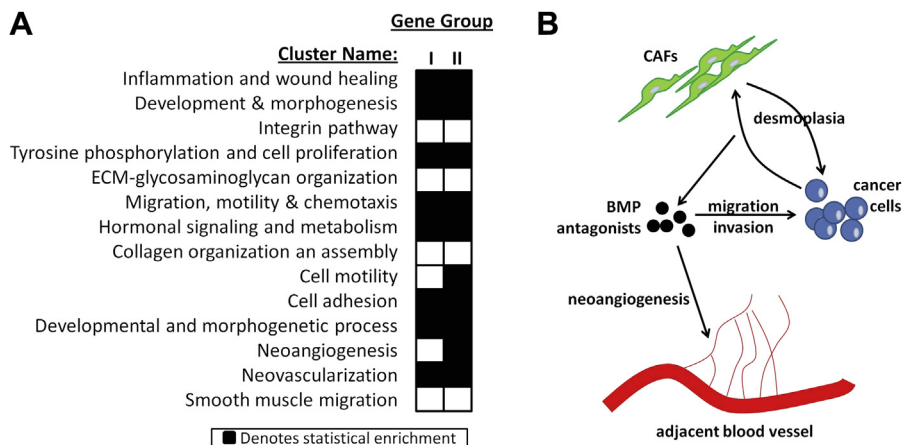 A
Gene Group
Cluster Name:
I II
Inflammation and wound healing
Development & morphogenesis
Integrin pathway
Tyrosine phosphorylation and cell proliferation
ECM-glycosaminoglycan organization
Migration, motility & chemotaxis
Hormonal signaling and metabolism
Collagen organization an assembly
Cell motility
Cell adhesion
Developmental and morphogenetic process
Neoangiogenesis
Neovascularization
Smooth muscle migration
Denotes statistical enrichment
B
CAFs
desmoplasia
cancer
cells
BMP
antagonists
migration
invasion
neoangiogenesis
adjacent blood vessel